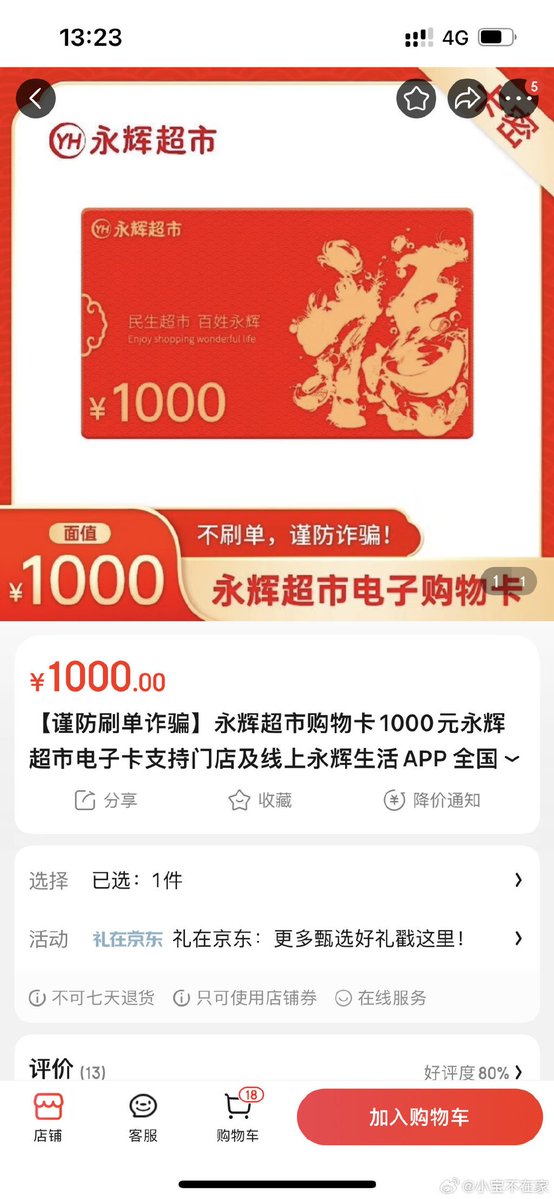 13:23
4G
5
卡密
YH 永辉超市
YH 永辉超市
民生超市 百姓永辉
Enjoy shopping wonderful life
¥1000
福
面值
¥1000
不刷单，谨防诈骗！
永辉超市电子购物卡
1
1
¥1000.00
【谨防刷单诈骗】永辉超市购物卡1000元永辉
超市电子卡支持门店及线上永辉生活APP 全国
分享 收藏 降价通知
选择 已选：1件
活动 礼在京东 礼在京东：更多甄选好礼戳这里！
不可七天退货 只可使用店铺券 在线服务
评价 (13) 好评度80%
18
店铺 客服 购物车 加入购物车
@小宝不在家